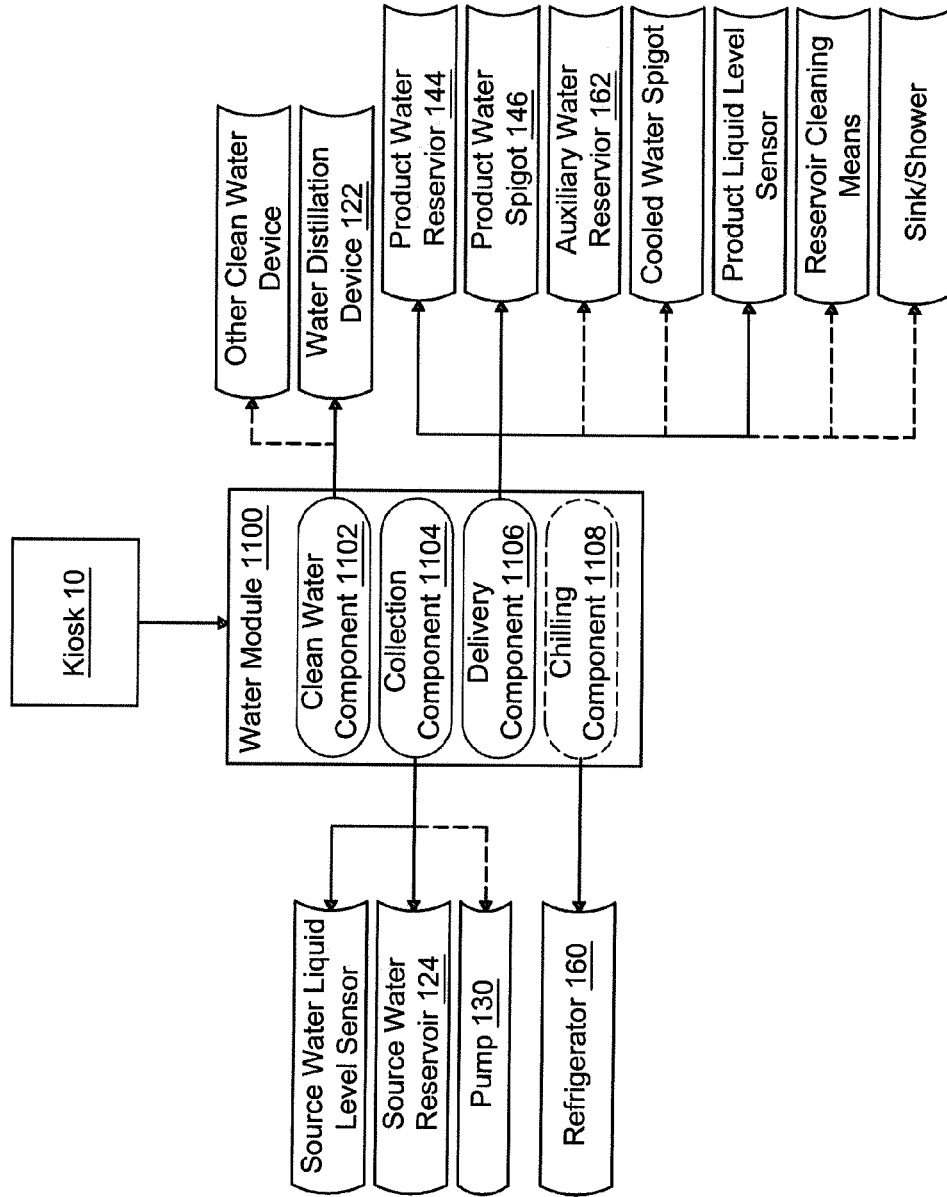 Kiosk 10
Water Module 1100
Clean Water
Component 1102
Collection
Component 1104
Delivery
Component 1106
Chilling
Component 1108
Source Water Liquid
Level Sensor
Source Water
Reservoir 124
Pump 130
Refrigerator 160
Other Clean Water
Device
Water Distillation
Device 122
Product Water
Reservior 144
Product Water
Spigot 146
Auxiliary Water
Reservior 162
Cooled Water Spigot
Product Liquid Level
Sensor
Reservoir Cleaning
Means
Sink/Shower